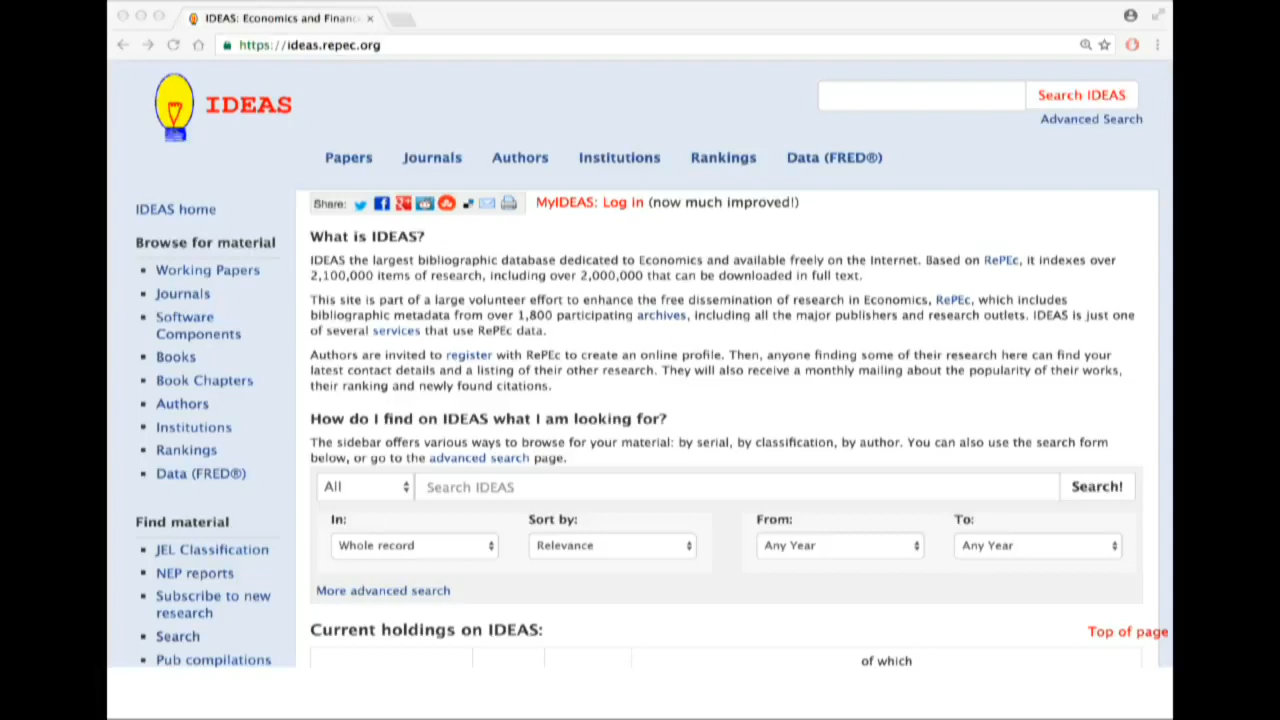 IDEAS: Economics and Financ
https://ideas.repec.org
IDEAS
Search IDEAS
Advanced Search
Papers Journals Authors Institutions Rankings Data (FRED®)
IDEAS home
Browse for material
Working Papers
Journals
Software
Components
Books
Book Chapters
Authors
Institutions
Rankings
Data (FRED®)
Find material
JEL Classification
NEP reports
Subscribe to new
research
Search
Pub compilations
Share: MyIDEAS: Log in (now much improved!)
What is IDEAS?
IDEAS the largest bibliographic database dedicated to Economics and available freely on the Internet. Based on RePEc, it indexes over
2,100,000 items of research, including over 2,000,000 that can be downloaded in full text.
This site is part of a large volunteer effort to enhance the free dissemination of research in Economics, RePEc, which includes
bibliographic metadata from over 1,800 participating archives, including all the major publishers and research outlets. IDEAS is just one
of several services that use RePEc data.
Authors are invited to register with RePEc to create an online profile. Then, anyone finding some of their research here can find your
latest contact details and a listing of their other research. They will also receive a monthly mailing about the popularity of their works,
their ranking and newly found citations.
How do I find on IDEAS what I am looking for?
The sidebar offers various ways to browse for your material: by serial, by classification, by author. You can also use the search form
below, or go to the advanced search page.
All Search IDEAS Search!
In: Sort by: From: To:
Whole record Relevance Any Year Any Year
More advanced search
Current holdings on IDEAS:
Top of page
of which